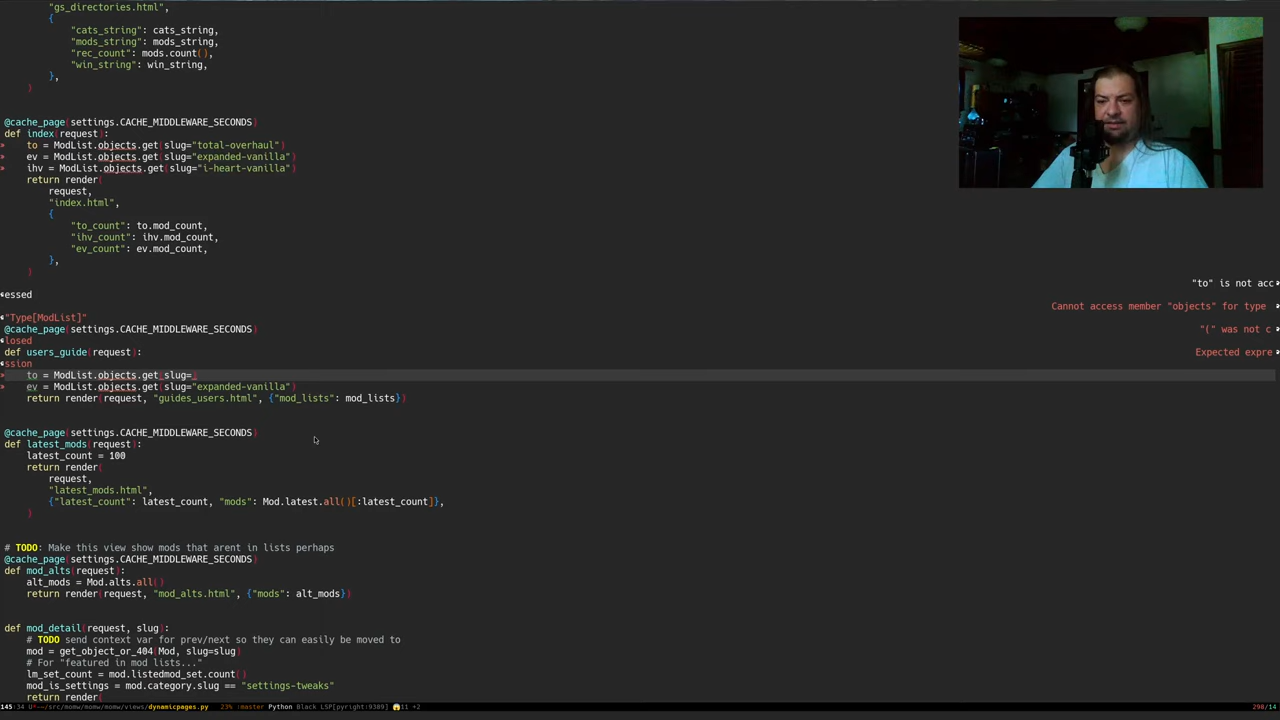 "gs_directories.html",
{
"cats_string": cats_string,
"mods_string": mods_string,
"rec_count": mods.count(),
"win_string": win_string,
},
)
@cache_page(settings.CACHE_MIDDLEWARE_SECONDS)
def index(request):
» to = ModList.objects.get(slug="total-overhaul")
» ev = ModList.objects.get(slug="expanded-vanilla")
» ihv = ModList.objects.get(slug="i-heart-vanilla")
return render(
request,
"index.html",
{
"to_count": to.mod_count,
"ihv_count": ihv.mod_count,
"ev_count": ev.mod_count,
},
)
"to" is not acc
essed
Cannot access member "objects" for type
"Type[ModList]"
@cache_page(settings.CACHE_MIDDLEWARE_SECONDS)
"(" was not c
losed
def users_guide(request):
Expected expre
ssion
» to = ModList.objects.get(slug=)
» ev = ModList.objects.get(slug="expanded-vanilla")
return render(request, "guides_users.html", {"mod_lists": mod_lists})
@cache_page(settings.CACHE_MIDDLEWARE_SECONDS)
def latest_mods(request):
latest_count = 100
return render(
request,
"latest_mods.html",
{"latest_count": latest_count, "mods": Mod.latest.all()[:latest_count]},
)
# TODO: Make this view show mods that arent in lists perhaps
@cache_page(settings.CACHE_MIDDLEWARE_SECONDS)
def mod_alts(request):
alt_mods = Mod.alts.all()
return render(request, "mod_alts.html", {"mods": alt_mods})
def mod_detail(request, slug):
# TODO send context var for prev/next so they can easily be moved to
mod = get_object_or_404(Mod, slug=slug)
# For "featured in mod lists..."
lm_set_count = mod.listedmod_set.count()
mod_is_settings = mod.category.slug == "settings-tweaks"
return render(
145:34 U*-~/src/momw/momw/momw/views/dynamicpages.py 23% :master Python Black LSP[pyright:9389] 😱11 +2 298/14